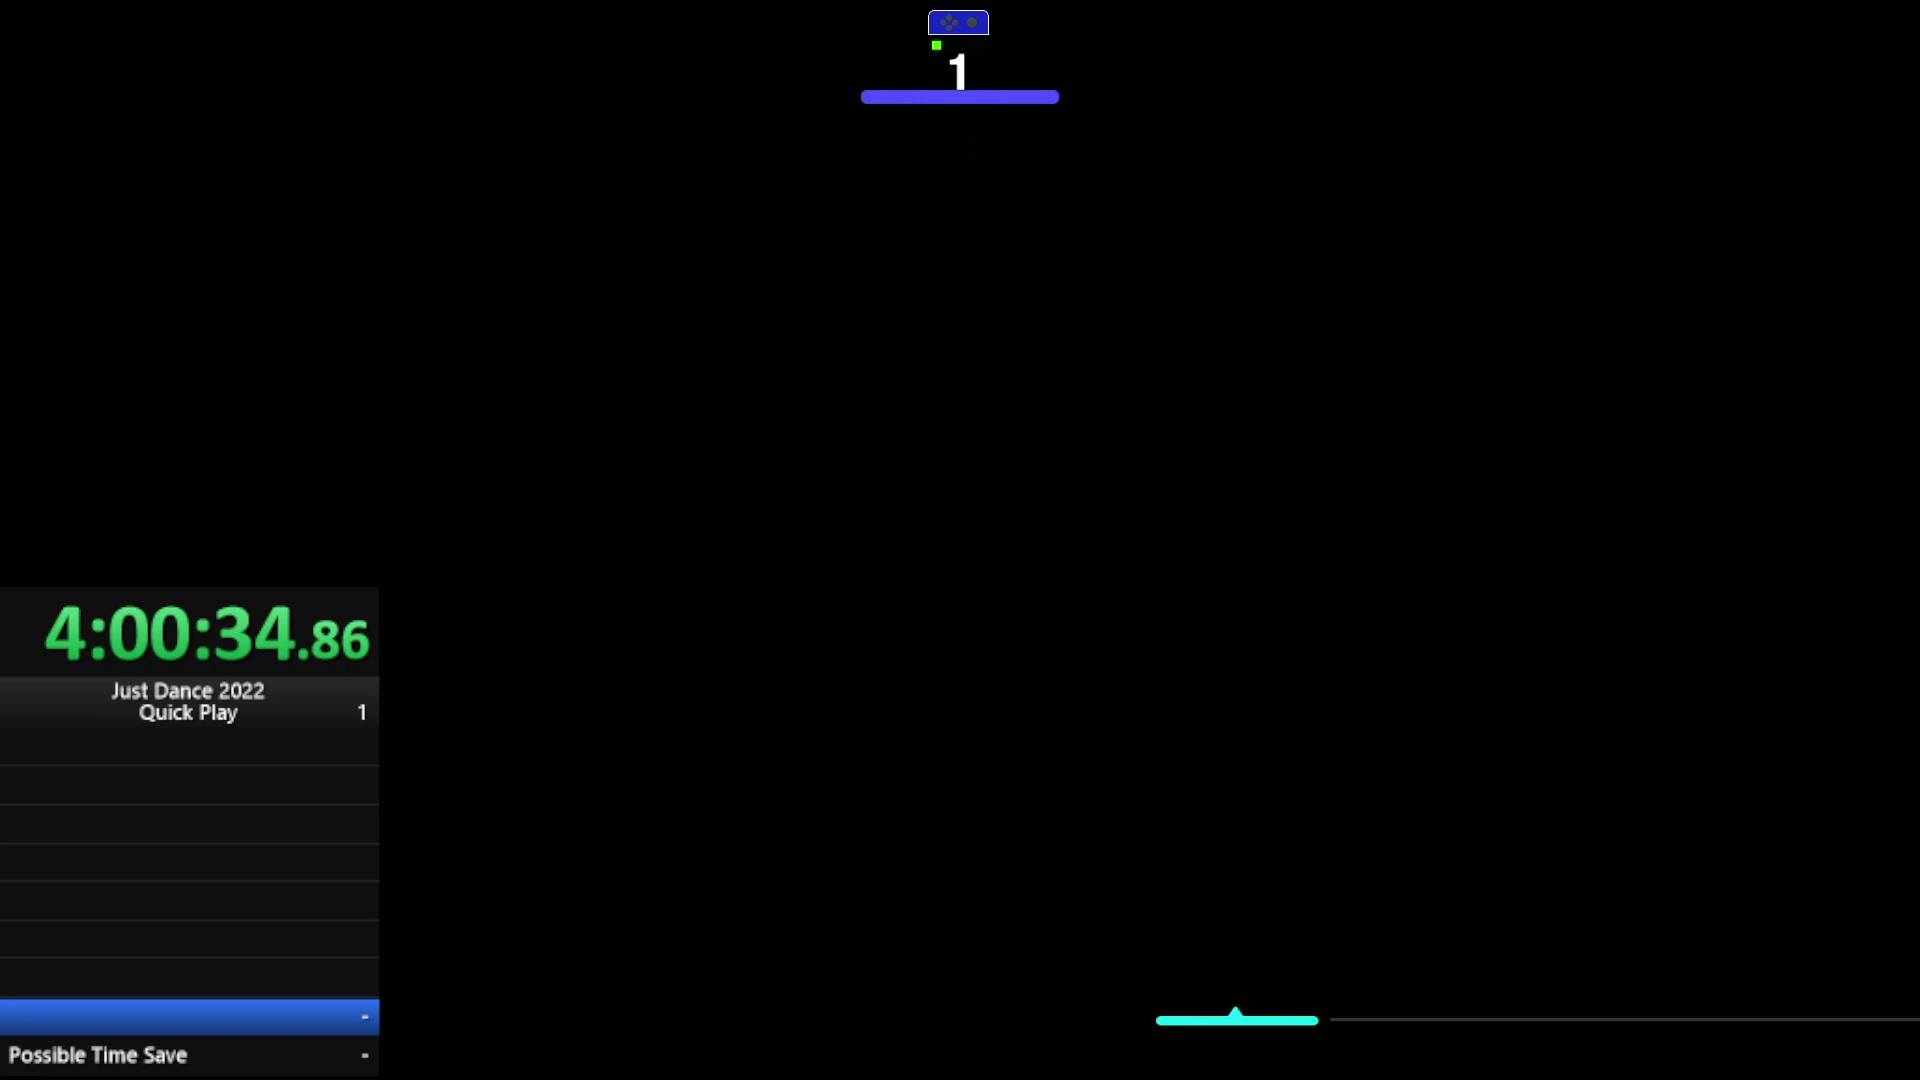 1
4:00:34.86
Just Dance 2022
Quick Play 1
-
Possible Time Save -